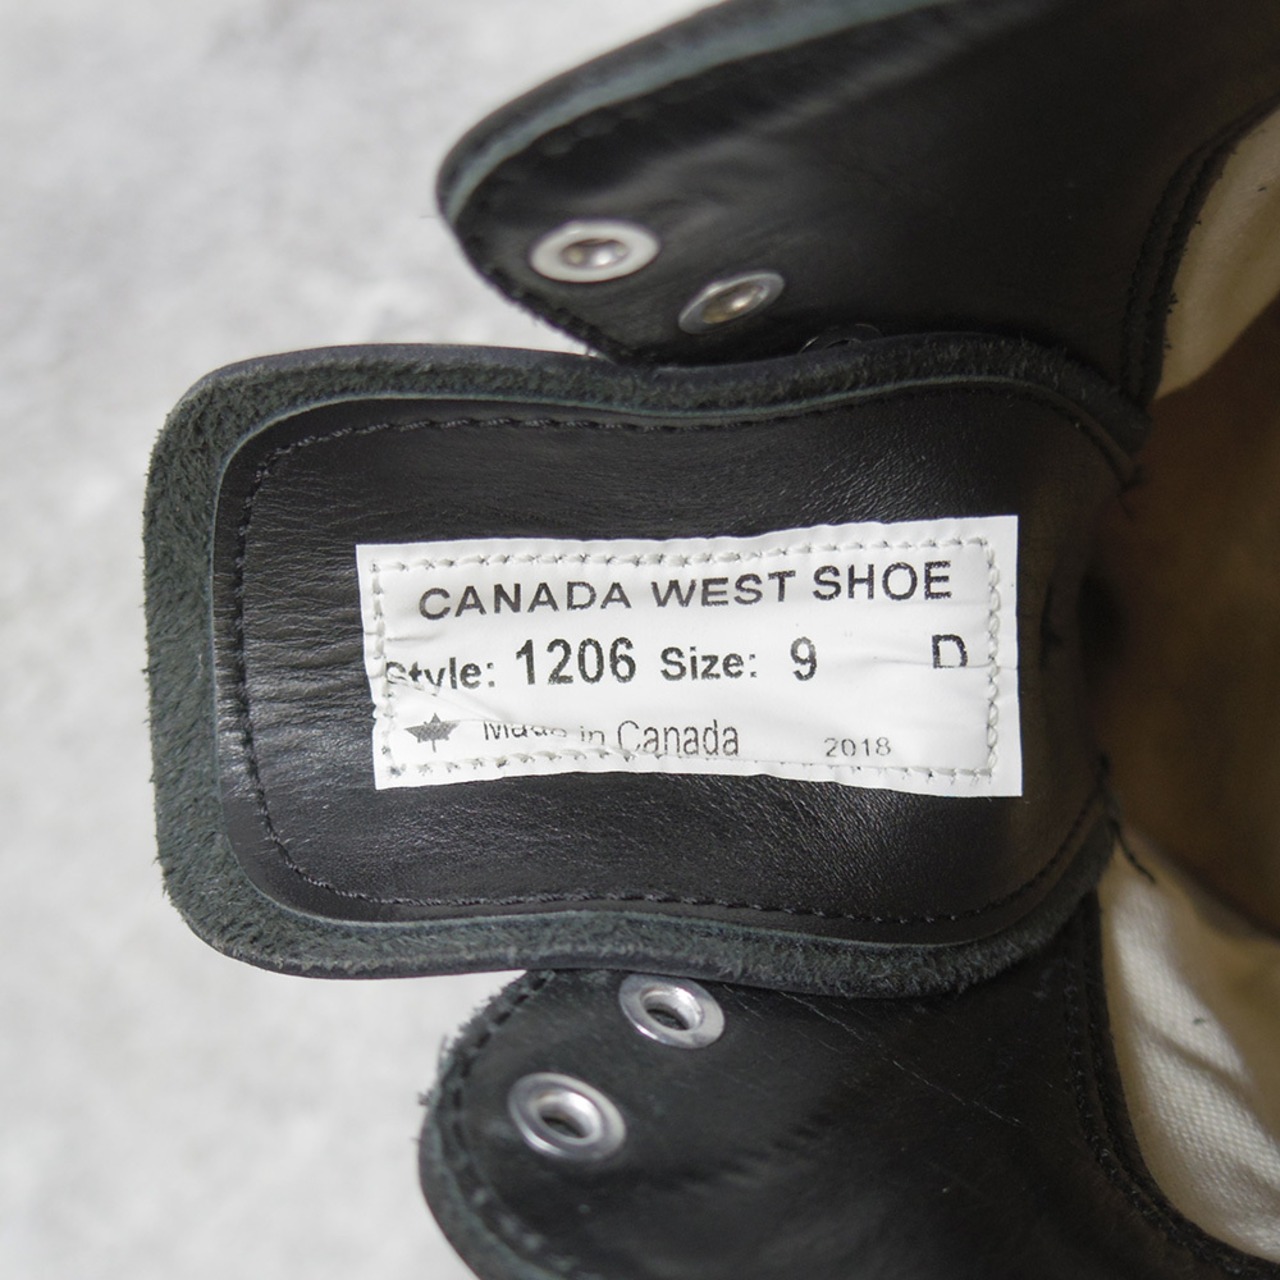 CANADA WEST SHOE
Style: 1206 Size: 9 D
Made in Canada 2018